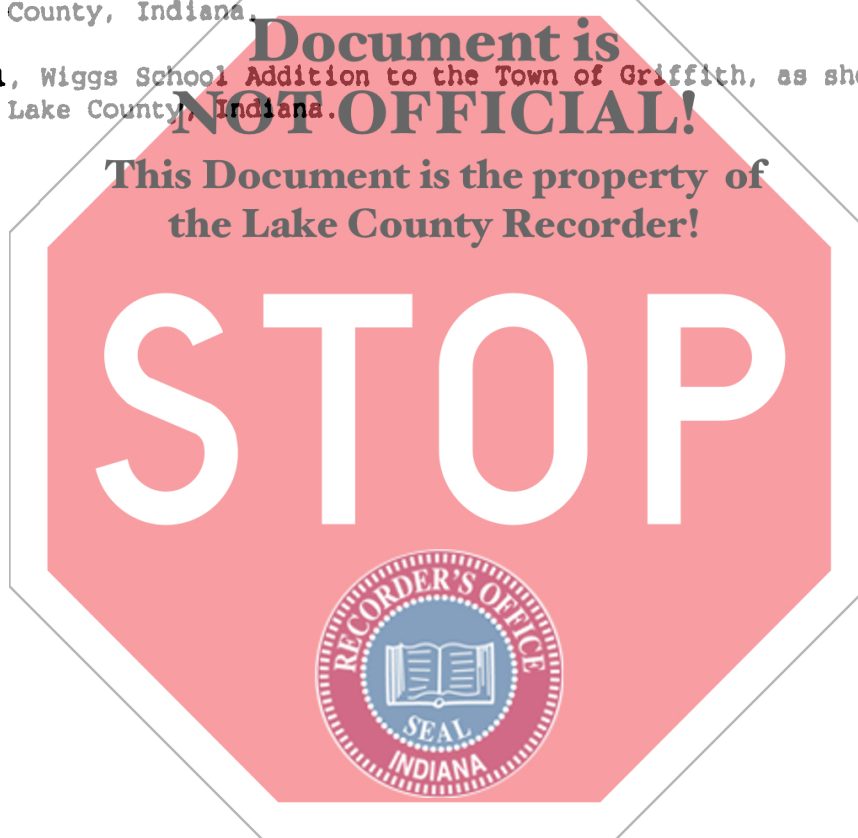 County, Indiana.
Document is
, Wiggs School Addition to the Town of Griffith, as sho
Lake County, Indiana.
NOT OFFICIAL!
This Document is the property of
the Lake County Recorder!
STOP
RECORDER'S OFFICE
SEAL
INDIANA